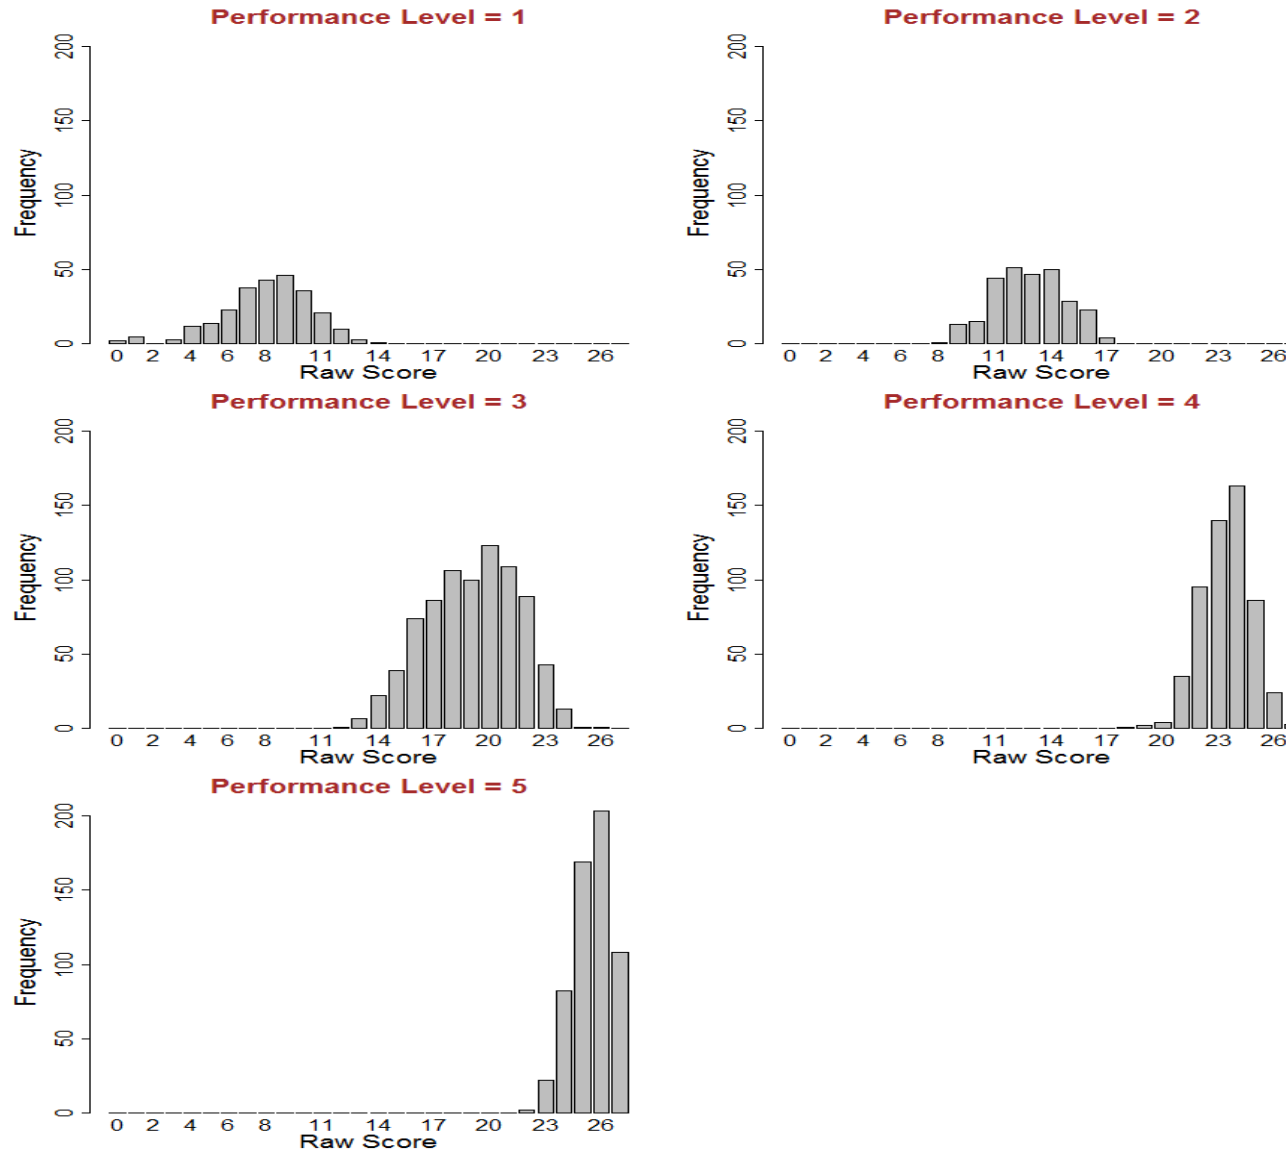 Performance Level = 1
200
150
100
50
0
Frequency
0 2 4 6 8 11 14 17 20 23 26
Raw Score
Performance Level = 2
200
150
100
50
0
Frequency
0 2 4 6 8 11 14 17 20 23 26
Raw Score
Performance Level = 3
200
150
100
50
0
Frequency
0 2 4 6 8 11 14 17 20 23 26
Raw Score
Performance Level = 4
200
150
100
50
0
Frequency
0 2 4 6 8 11 14 17 20 23 26
Raw Score
Performance Level = 5
200
150
100
50
0
Frequency
0 2 4 6 8 11 14 17 20 23 26
Raw Score